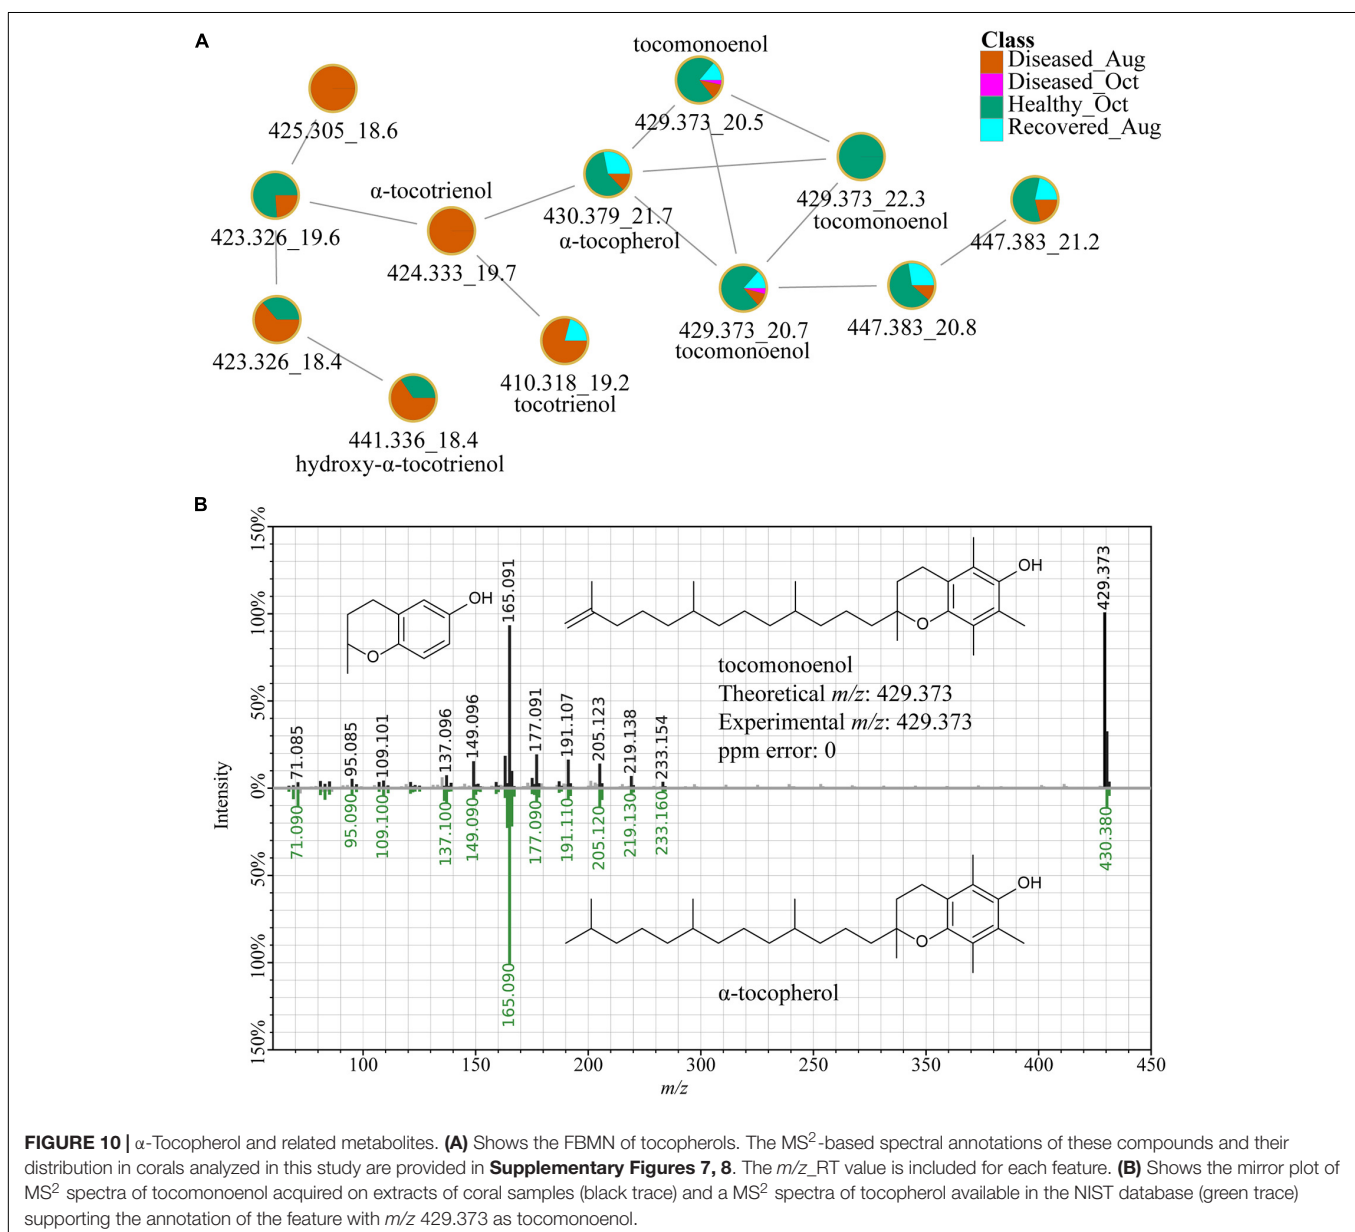 A
Class
Diseased_Aug
Diseased_Oct
Healthy_Oct
Recovered_Aug
tocomonoenol
429.373_20.5
425.305_18.6
α-tocotrienol
424.333_19.7
423.326_19.6
430.379_21.7
α-tocopherol
429.373_22.3
tocomonoenol
447.383_21.2
429.373_20.7
tocomonoenol
447.383_20.8
423.326_18.4
410.318_19.2
tocotrienol
441.336_18.4
hydroxy-α-tocotrienol
B
150%
100%
50%
0%
50%
100%
150%
Intensity
71.085
95.085
109.101
137.096
149.096
165.091
177.091
191.107
205.123
219.138
233.154
429.373
OH
O
OH
O
tocomonoenol
Theoretical m/z: 429.373
Experimental m/z: 429.373
ppm error: 0
71.090
95.090
109.100
137.100
149.090
165.090
177.090
191.110
205.120
219.130
233.160
430.380
OH
O
α-tocopherol
100 150 200 250 300 350 400 450
m/z
FIGURE 10 | α-Tocopherol and related metabolites. (A) Shows the FBMN of tocopherols. The MS²-based spectral annotations of these compounds and their
distribution in corals analyzed in this study are provided in Supplementary Figures 7, 8. The m/z_RT value is included for each feature. (B) Shows the mirror plot of
MS² spectra of tocomonoenol acquired on extracts of coral samples (black trace) and a MS² spectra of tocopherol available in the NIST database (green trace)
supporting the annotation of the feature with m/z 429.373 as tocomonoenol.